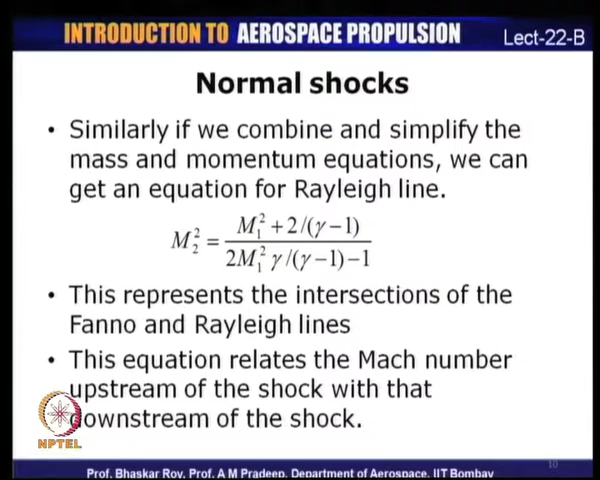 INTRODUCTION TO AEROSPACE PROPULSION Lect-22-B
Normal shocks
• Similarly if we combine and simplify the
mass and momentum equations, we can
get an equation for Rayleigh line.
M₂² = (M₁² + 2/(γ−1)) / (2M₁² γ/(γ−1)−1)
• This represents the intersections of the
Fanno and Rayleigh lines
• This equation relates the Mach number
upstream of the shock with that
downstream of the shock.
NPTEL
10
Prof. Bhaskar Roy, Prof. A M Pradeep, Department of Aerospace, IIT Bombay